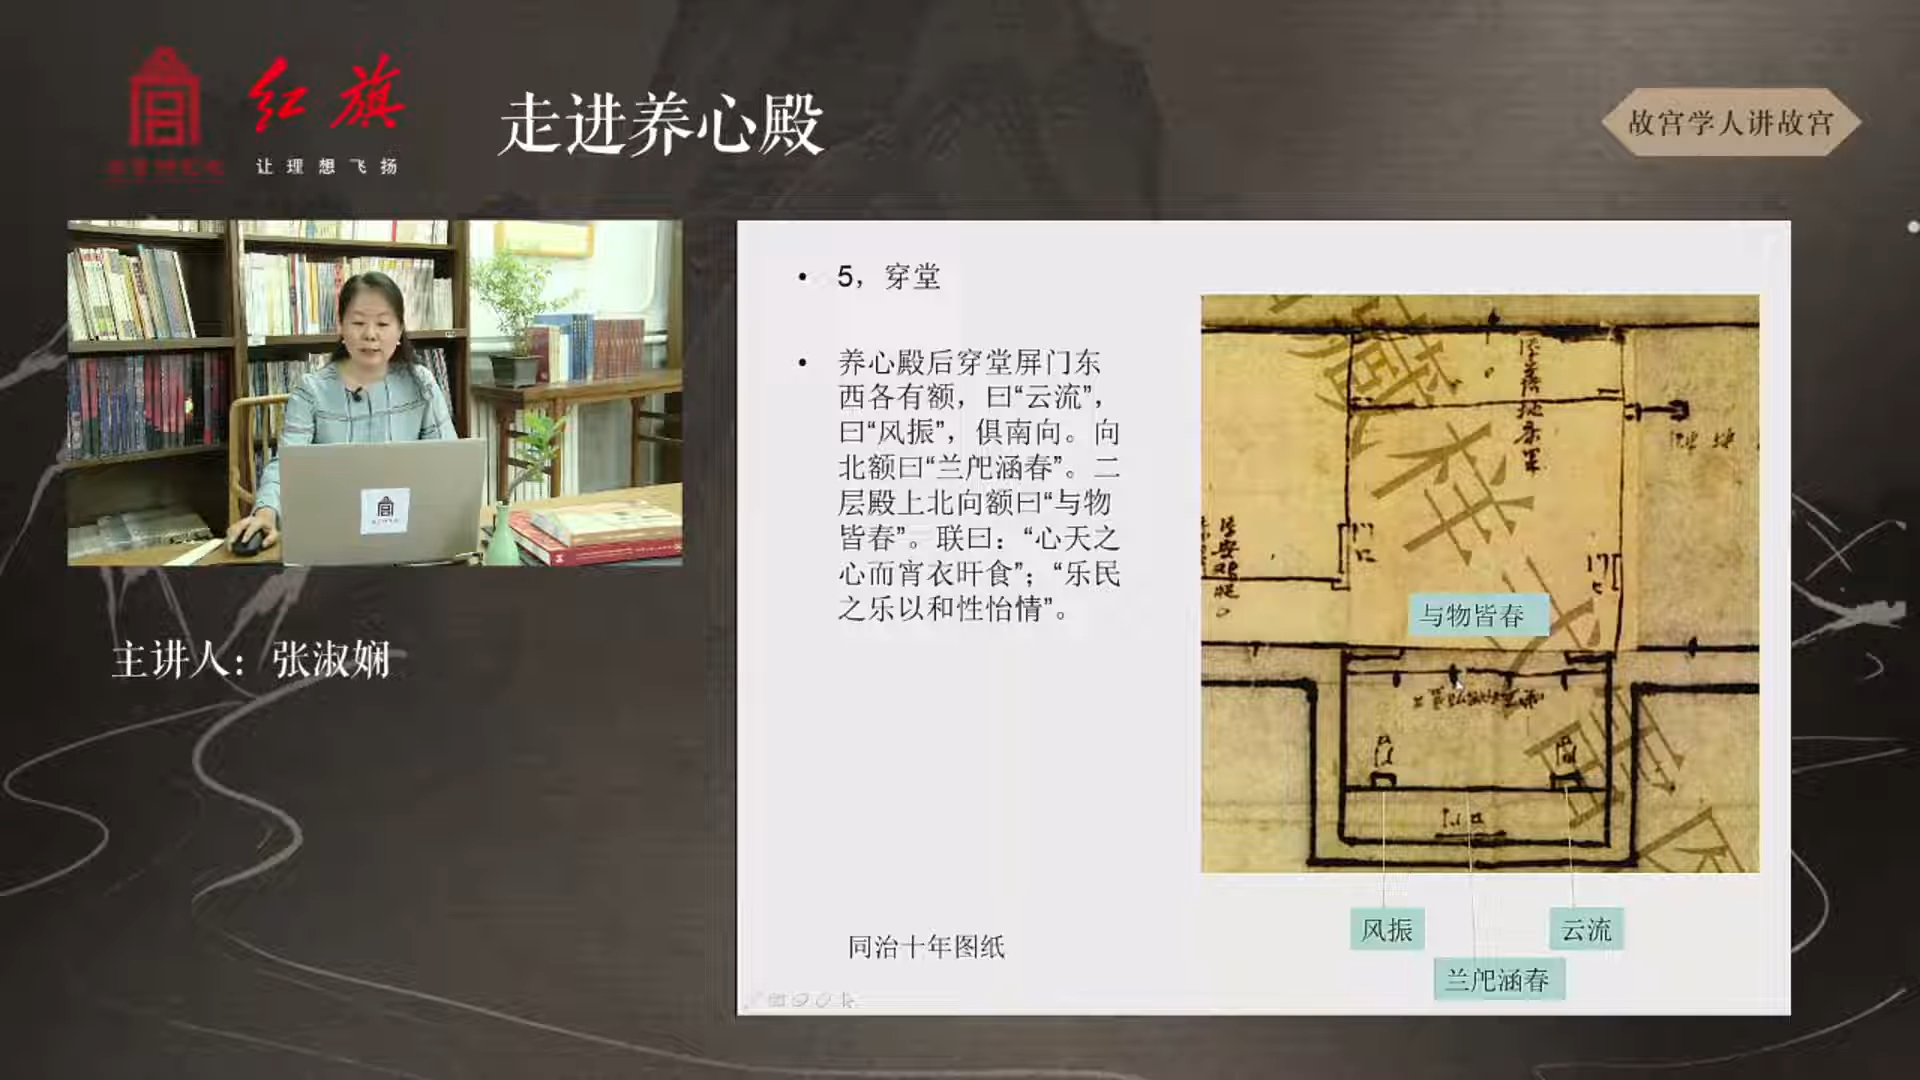 红旗
让理想飞扬
走进养心殿
故宫学人讲故宫
主讲人：张淑娴
• 5，穿堂
• 养心殿后穿堂屏门东
西各有额，曰“云流”，
曰“风振”，俱南向。向
北额曰“兰戺涵春”。二
层殿上北向额曰“与物
皆春”。联曰：“心天之
心而宵衣旰食”；“乐民
之乐以和性怡情”。
同治十年图纸
门口
与物皆春
风振
云流
兰戺涵春